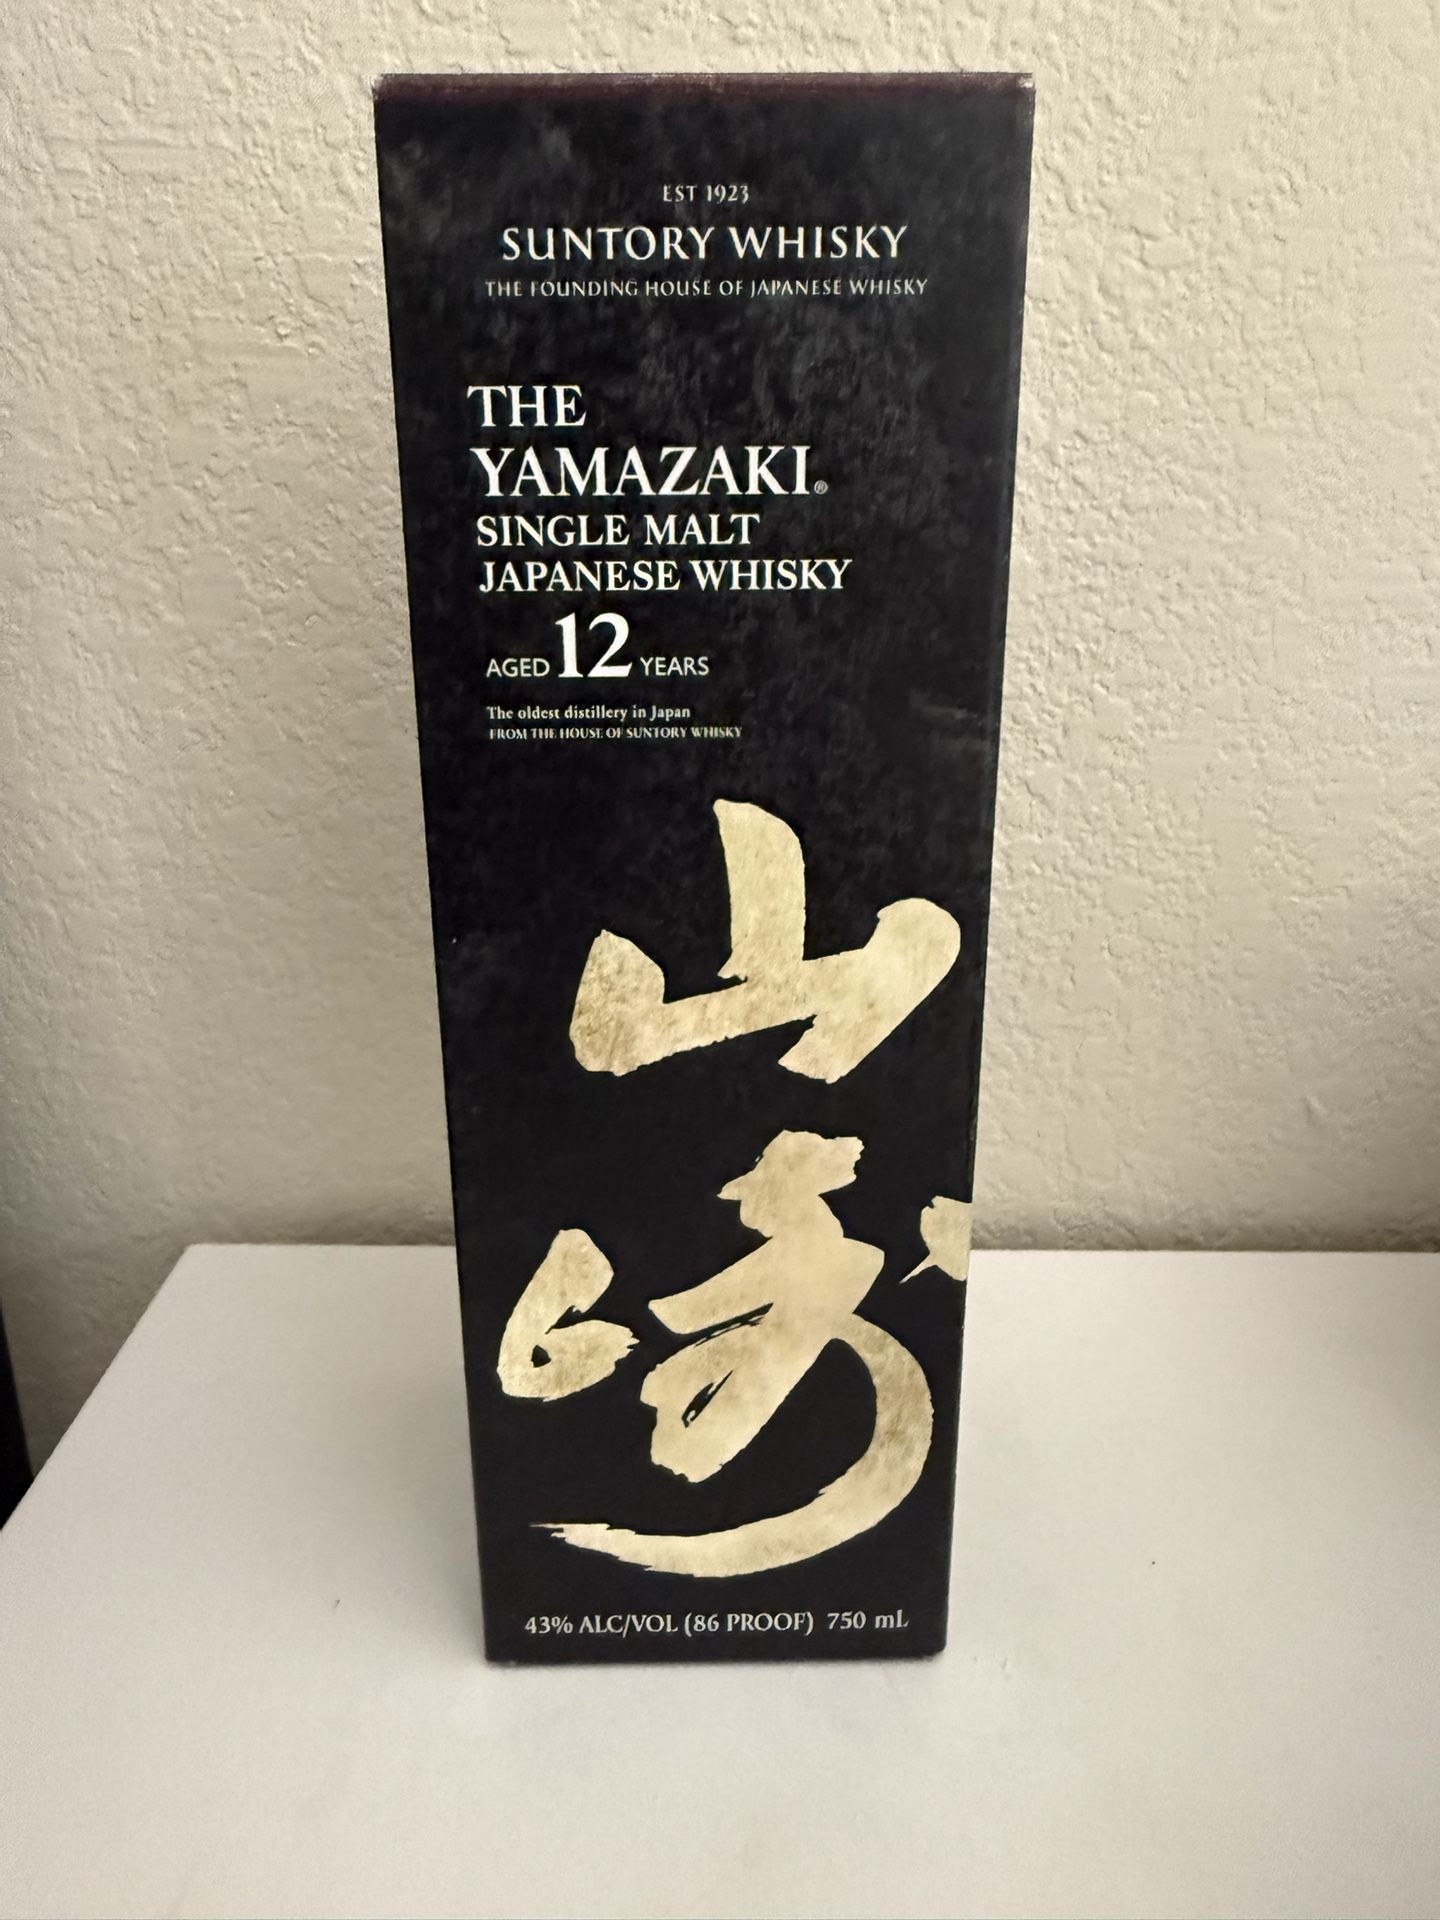 EST 1923
SUNTORY WHISKY
THE FOUNDING HOUSE OF JAPANESE WHISKY
THE
YAMAZAKI®
SINGLE MALT
JAPANESE WHISKY
AGED 12 YEARS
The oldest distillery in Japan
FROM THE HOUSE OF SUNTORY WHISKY
山
崎
43% ALC/VOL (86 PROOF) 750 mL